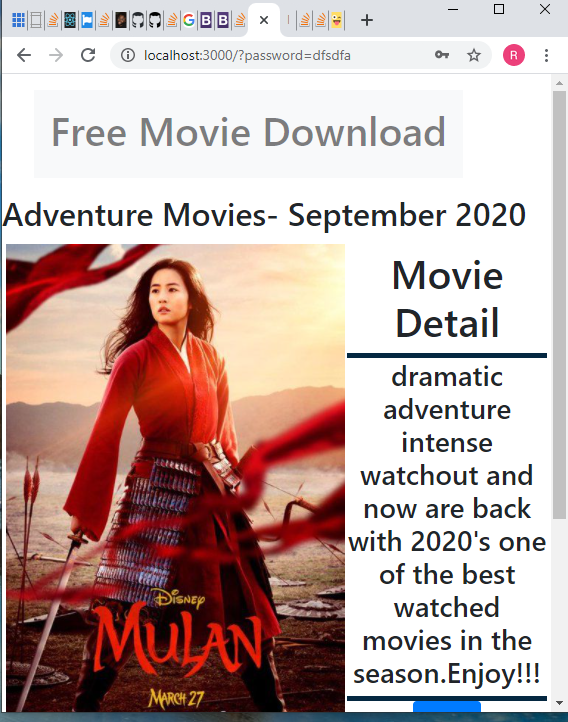 localhost:3000/?password=dfsdfa
R
Free Movie Download
Adventure Movies- September 2020
Movie
Detail
dramatic
adventure
intense
watchout and
now are back
with 2020's one
of the best
watched
movies in the
season.Enjoy!!!
DISNEY
MULAN
MARCH 27